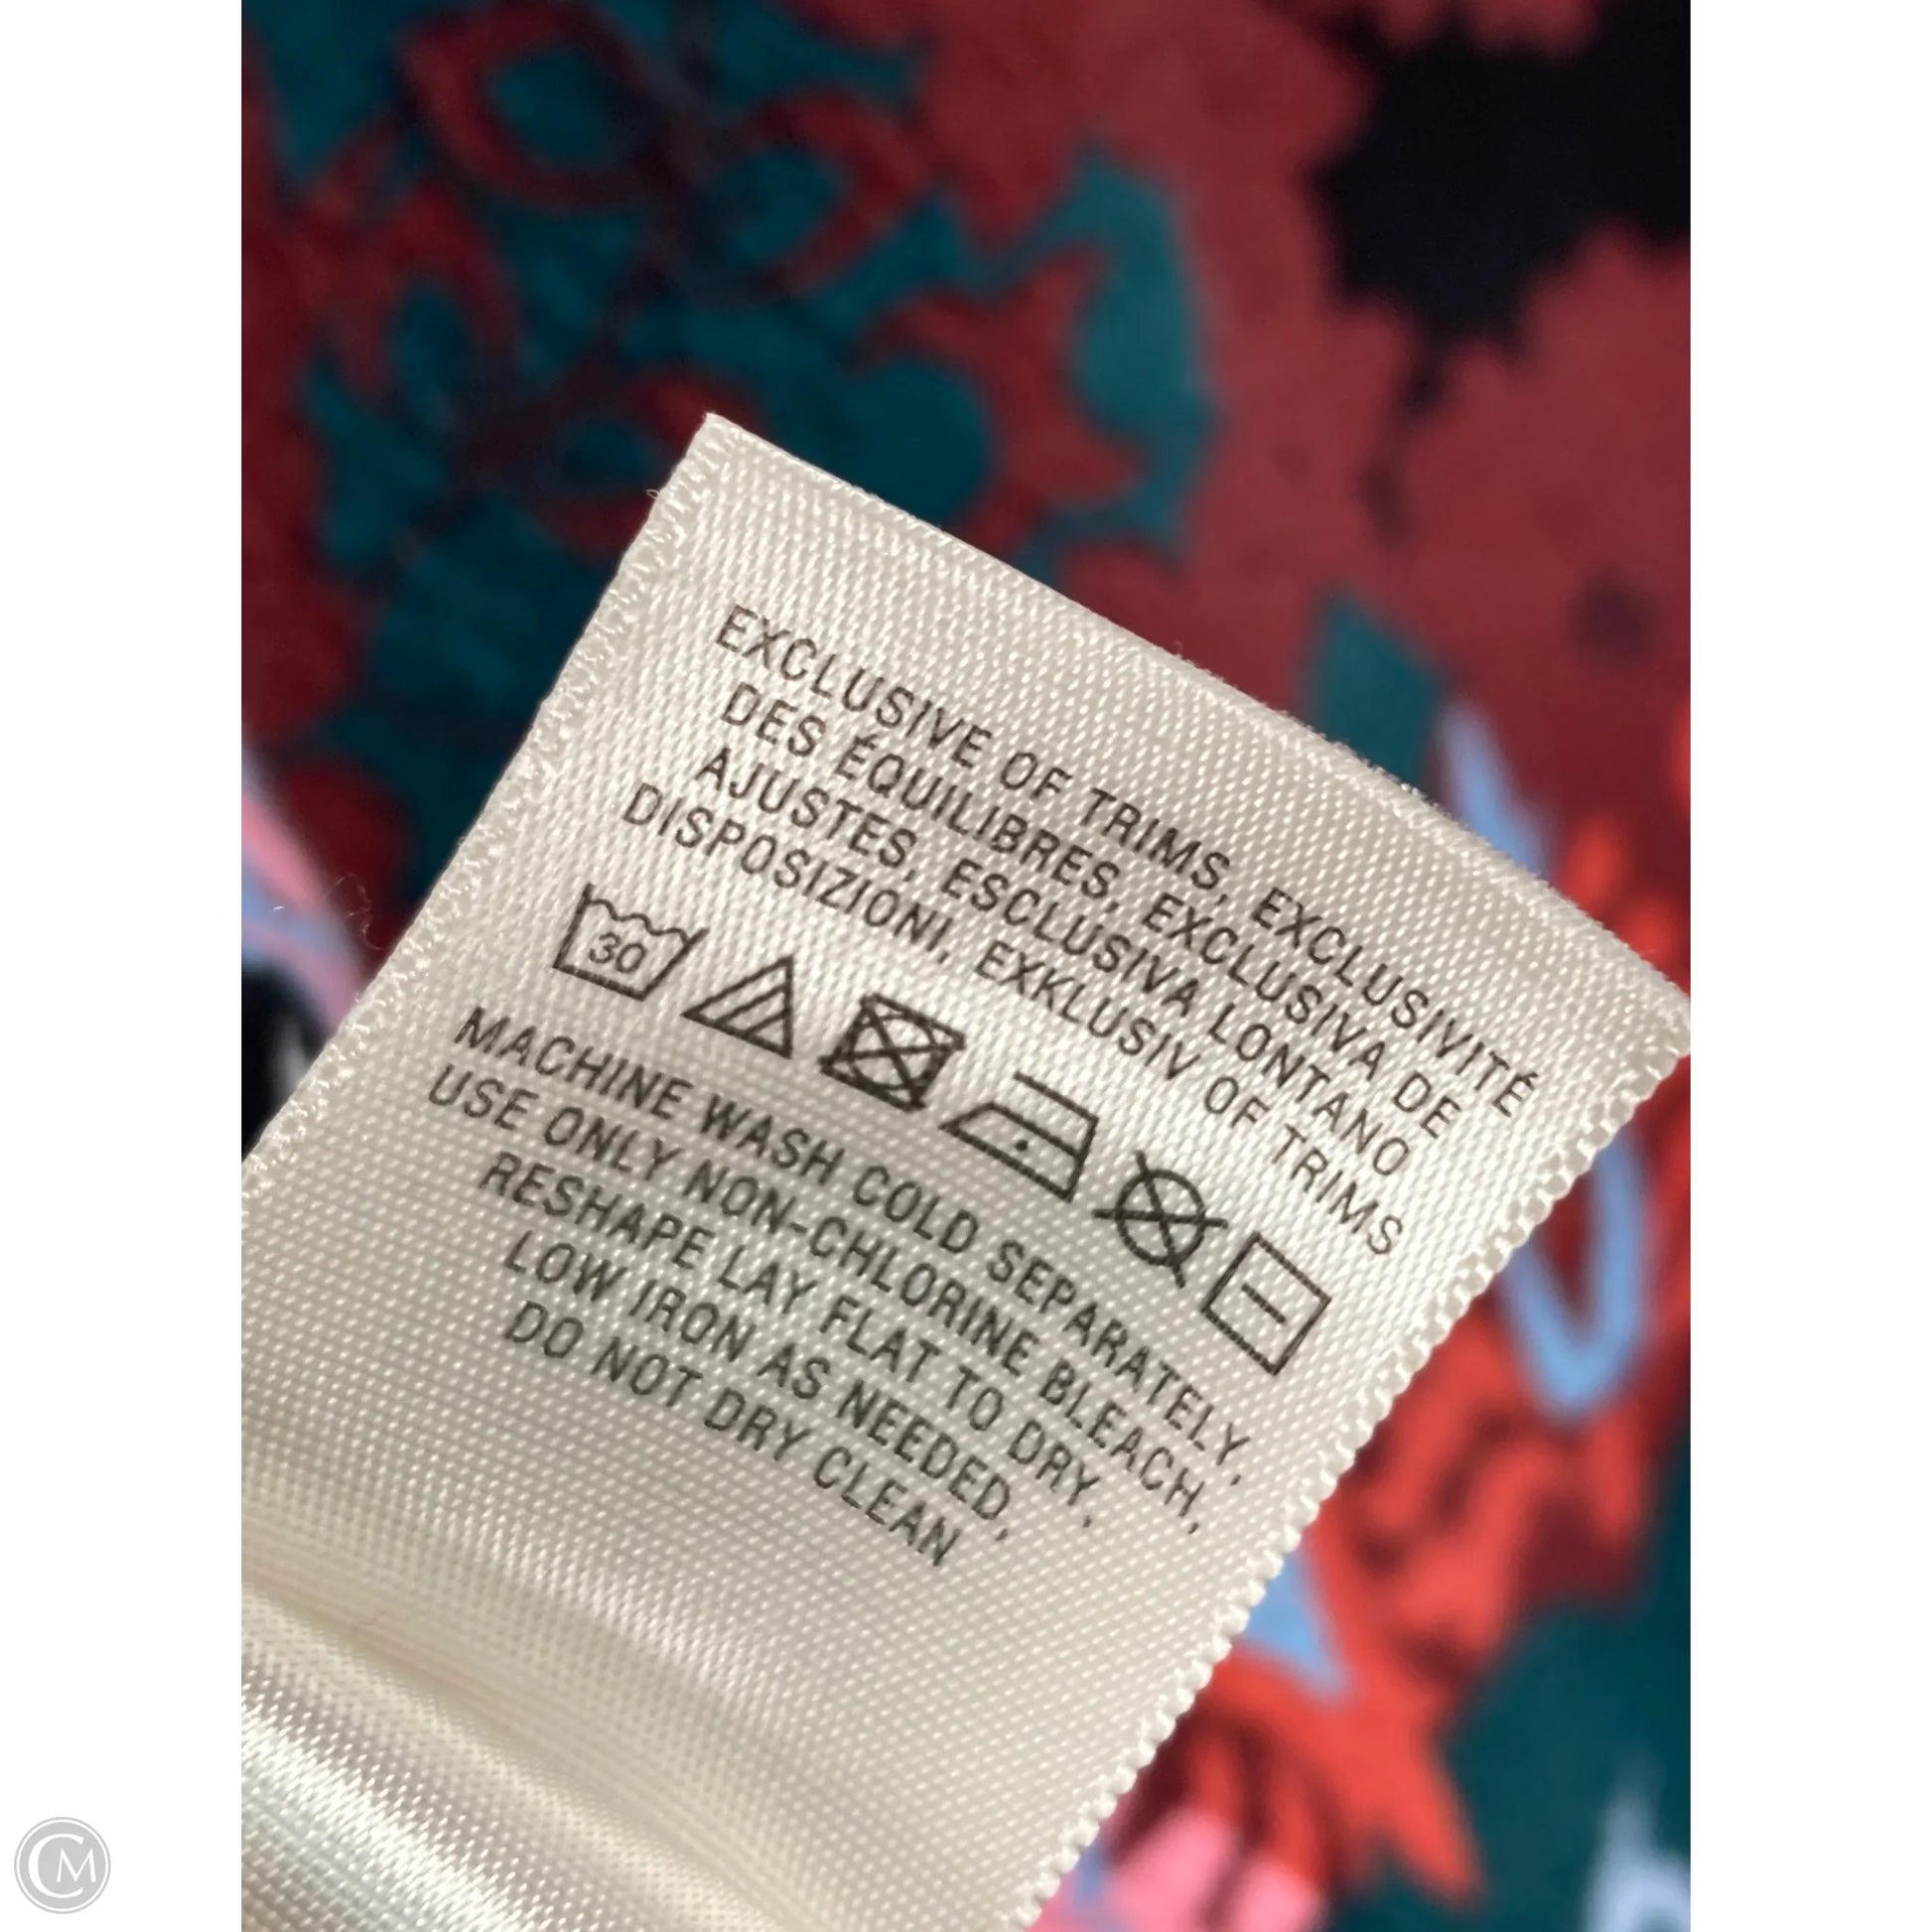 EXCLUSIVE OF TRIMS, EXCLUSIVITÉ
DES ÉQUILIBRES, EXCLUSIVA DE
AJUSTES, ESCLUSIVA LONTANO
DISPOSIZIONI, EXKLUSIV OF TRIMS
30
MACHINE WASH COLD SEPARATELY,
USE ONLY NON-CHLORINE BLEACH,
RESHAPE LAY FLAT TO DRY,
LOW IRON AS NEEDED,
DO NOT DRY CLEAN
CM